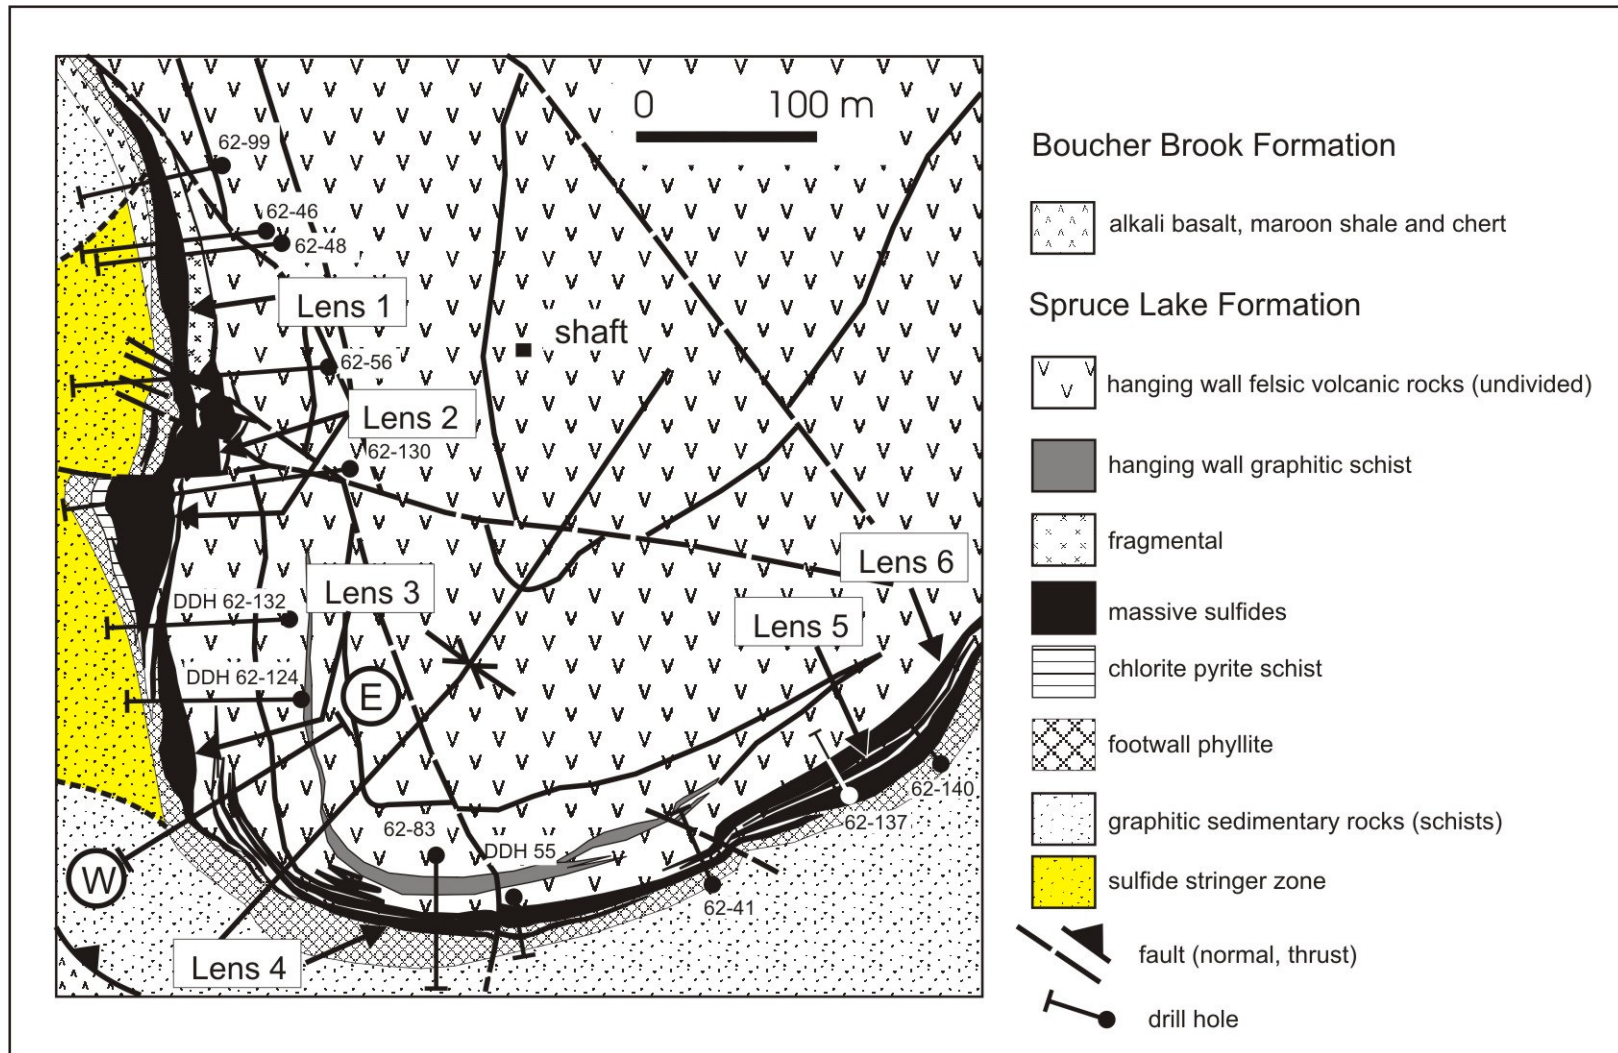 0 100 m
62-99
62-46
62-48
Lens 1
shaft
62-56
Lens 2
62-130
Lens 6
DDH 62-132
Lens 3
Lens 5
DDH 62-124
E
62-140
62-137
62-83
DDH 55
W
62-41
Lens 4
Boucher Brook Formation
alkali basalt, maroon shale and chert
Spruce Lake Formation
hanging wall felsic volcanic rocks (undivided)
hanging wall graphitic schist
fragmental
massive sulfides
chlorite pyrite schist
footwall phyllite
graphitic sedimentary rocks (schists)
sulfide stringer zone
fault (normal, thrust)
drill hole